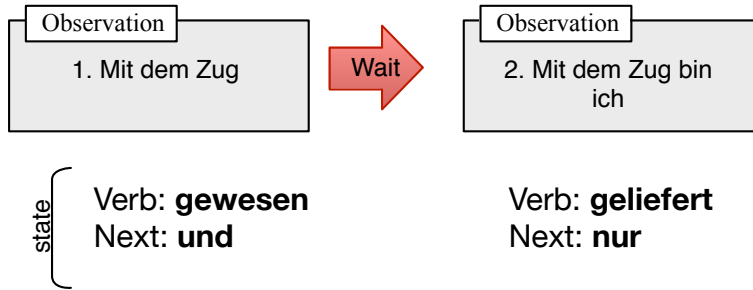 Observation
1. Mit dem Zug
Wait
Observation
2. Mit dem Zug bin
ich
state
Verb: gewesen
Next: und
Verb: geliefert
Next: nur